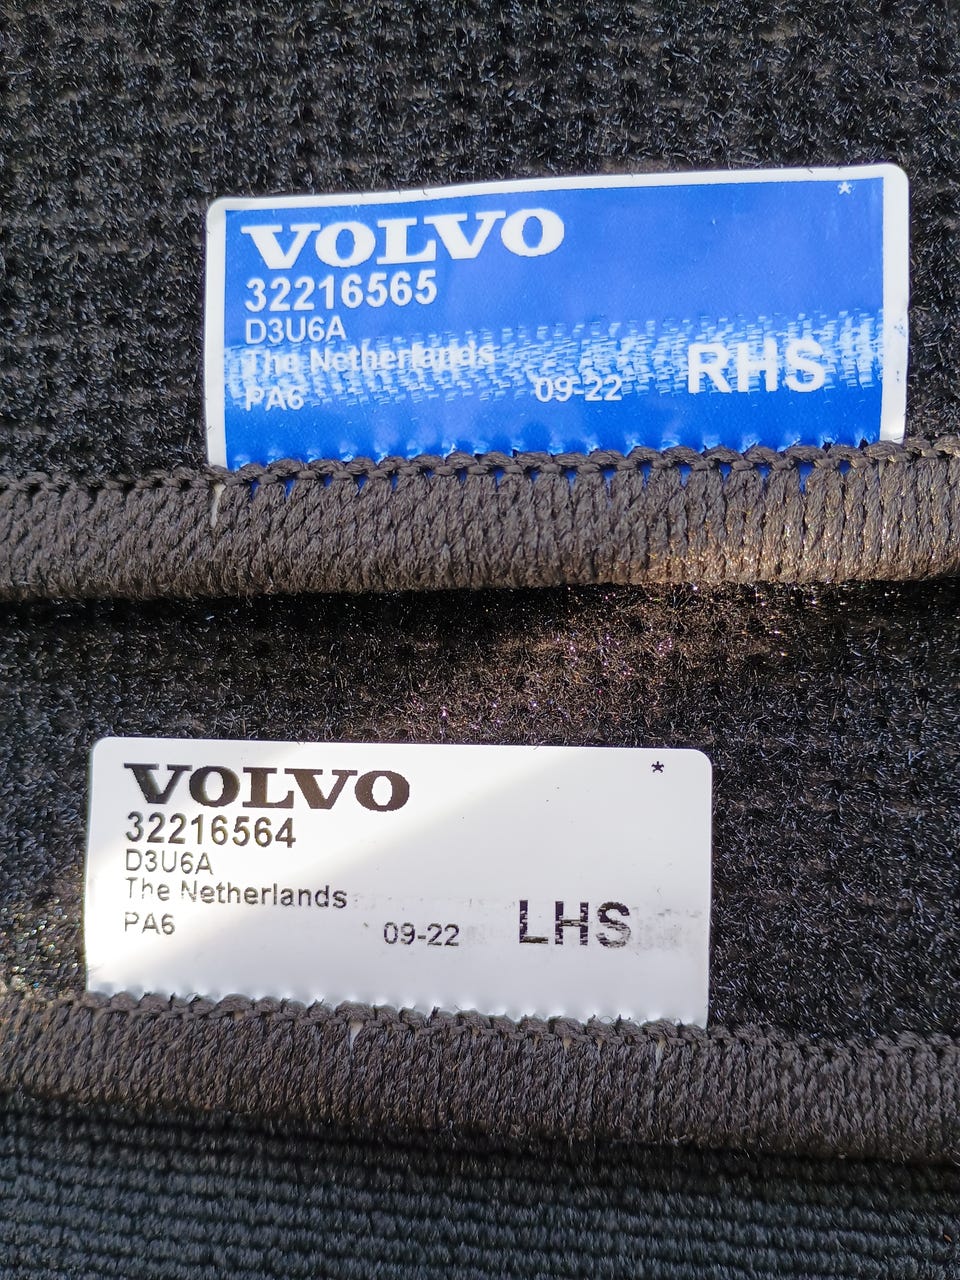 *
VOLVO
32216565
D3U6A
The Netherlands
PA6 09-22 RHS
*
VOLVO
32216564
D3U6A
The Netherlands
PA6 09-22 LHS